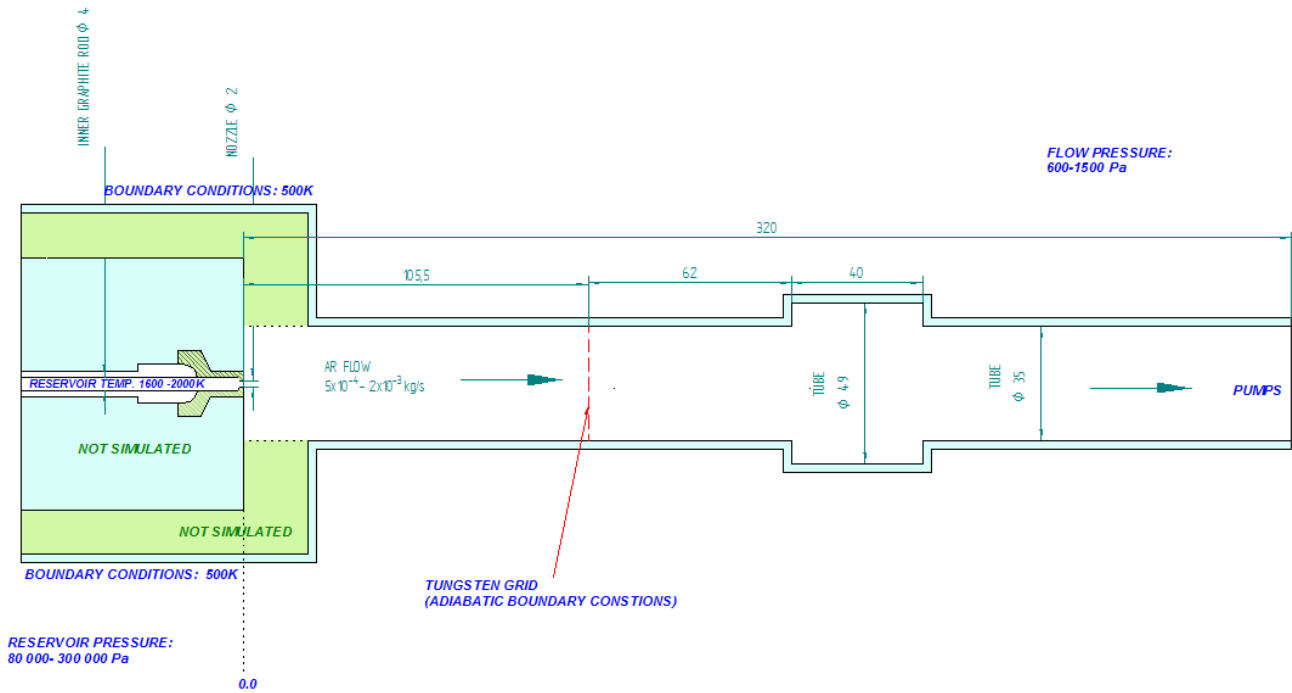 INNER GRAPHITE ROD ϕ 4
NOZZLE ϕ 2
FLOW PRESSURE:
600-1500 Pa
BOUNDARY CONDITIONS: 500K
320
105,5
62
40
AR FLOW
5x10⁻⁴ – 2x10⁻³ kg/s
RESERVOIR TEMP. 1600 -2000K
TUBE
ϕ 49
TUBE
ϕ 35
PUMPS
NOT SIMULATED
NOT SIMULATED
BOUNDARY CONDITIONS: 500K
TUNGSTEN GRID
(ADIABATIC BOUNDARY CONSTIONS)
RESERVOIR PRESSURE:
80 000- 300 000 Pa
0.0